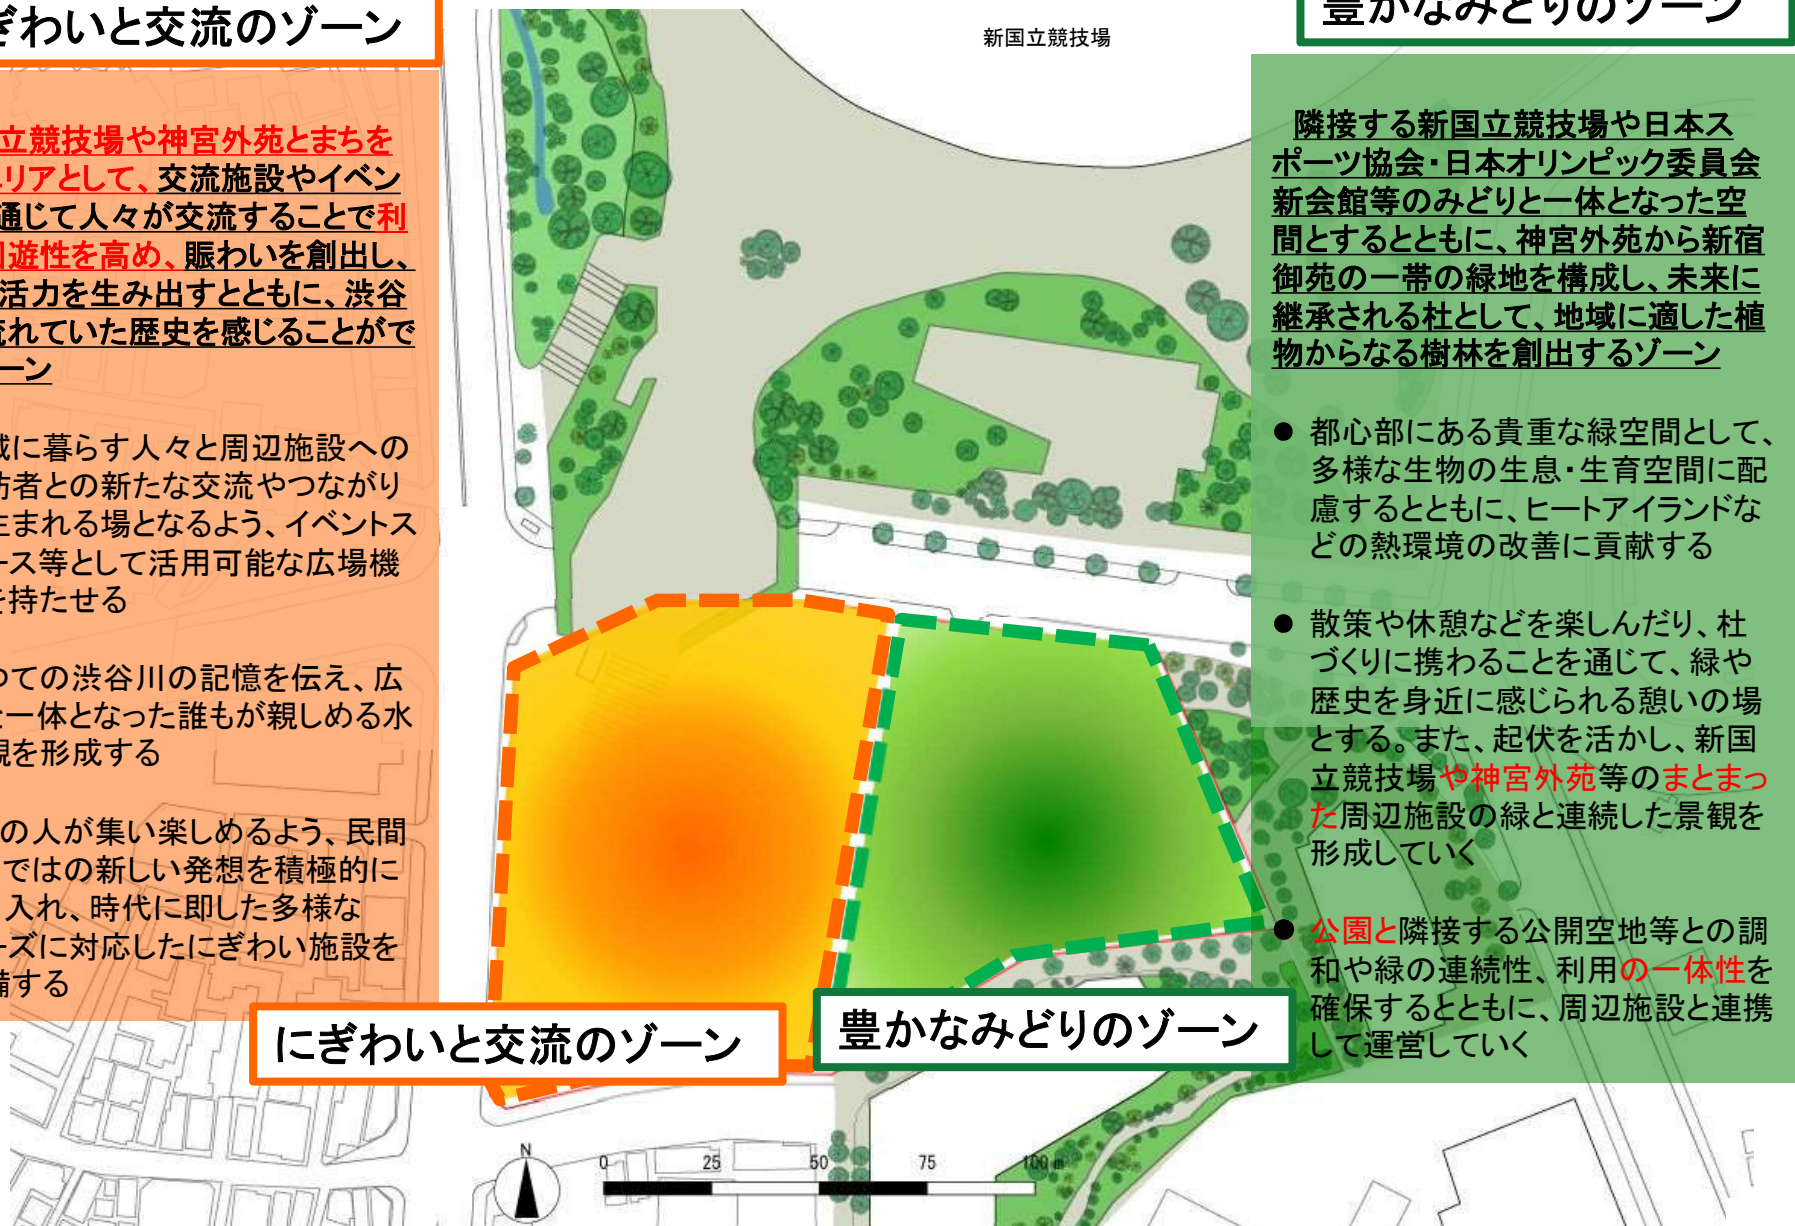 ぎわいと交流のゾーン
立競技場や神宮外苑とまちを
リアとして、交流施設やイベン
通じて人々が交流することで利
遊性を高め、賑わいを創出し、
活力を生み出すとともに、渋谷
れていた歴史を感じることがで
ーン
に暮らす人々と周辺施設への
者との新たな交流やつながり
生まれる場となるよう、イベントス
ース等として活用可能な広場機
を持たせる
ての渋谷川の記憶を伝え、広
一体となった誰もが親しめる水
観を形成する
の人が集い楽しめるよう、民間
ではの新しい発想を積極的に
入れ、時代に即した多様な
ーズに対応したにぎわい施設を
備する
新国立競技場
豊かなみどりのゾーン
隣接する新国立競技場や日本ス
ポーツ協会・日本オリンピック委員会
新会館等のみどりと一体となった空
間とするとともに、神宮外苑から新宿
御苑の一帯の緑地を構成し、未来に
継承される杜として、地域に適した植
物からなる樹林を創出するゾーン
● 都心部にある貴重な緑空間として、
多様な生物の生息・生育空間に配
慮するとともに、ヒートアイランドな
どの熱環境の改善に貢献する
● 散策や休憩などを楽しんだり、杜
づくりに携わることを通じて、緑や
歴史を身近に感じられる憩いの場
とする。また、起伏を活かし、新国
立競技場や神宮外苑等のまとまっ
た周辺施設の緑と連続した景観を
形成していく
● 公園と隣接する公開空地等との調
和や緑の連続性、利用の一体性を
確保するとともに、周辺施設と連携
して運営していく
にぎわいと交流のゾーン
豊かなみどりのゾーン
N
0 25 50 75 100 m